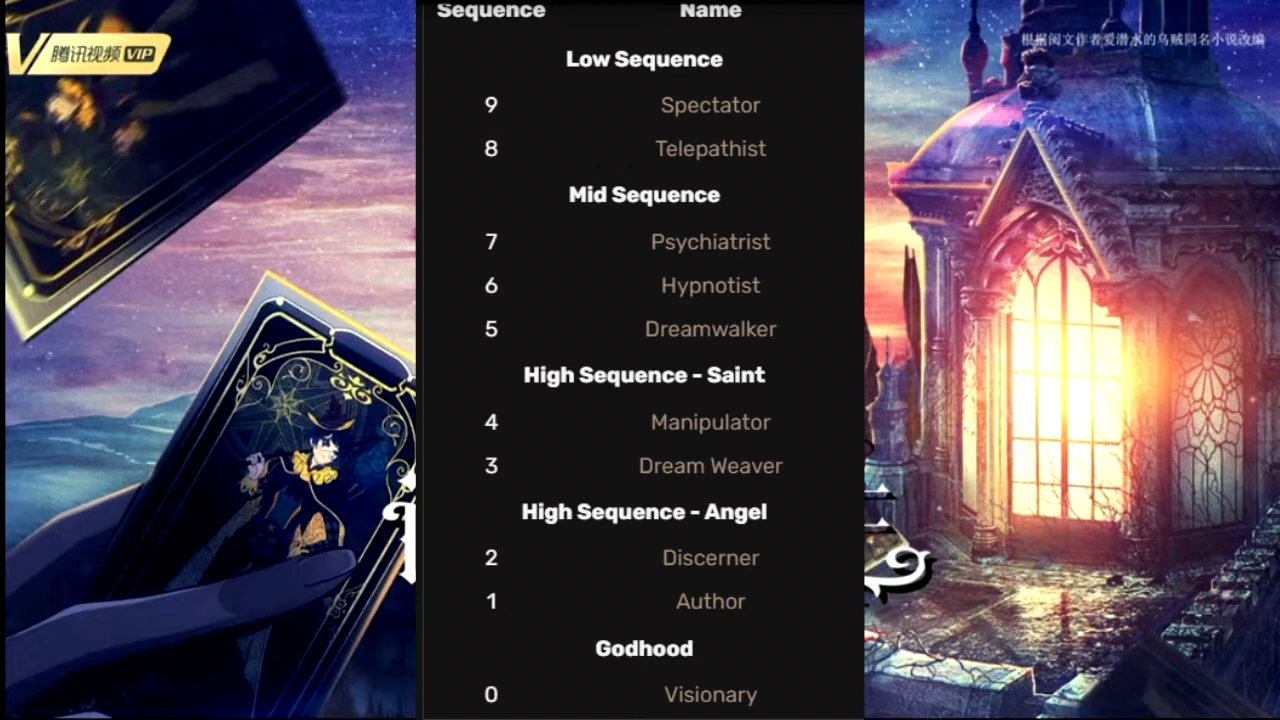 腾讯视频 VIP
根据阅文作者爱潜水的乌贼同名小说改编
Sequence Name
Low Sequence
9 Spectator
8 Telepathist
Mid Sequence
7 Psychiatrist
6 Hypnotist
5 Dreamwalker
High Sequence - Saint
4 Manipulator
3 Dream Weaver
High Sequence - Angel
2 Discerner
1 Author
Godhood
0 Visionary